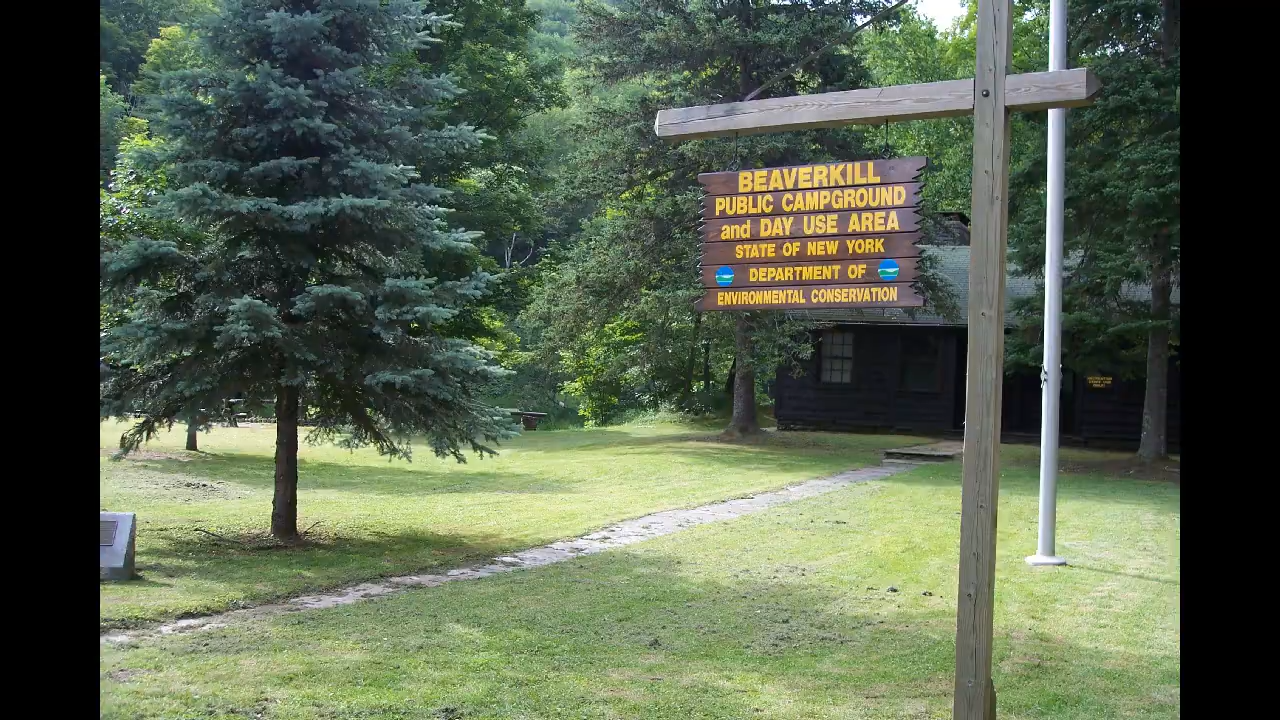 BEAVERKILL
PUBLIC CAMPGROUND
and DAY USE AREA
STATE OF NEW YORK
DEPARTMENT OF
ENVIRONMENTAL CONSERVATION